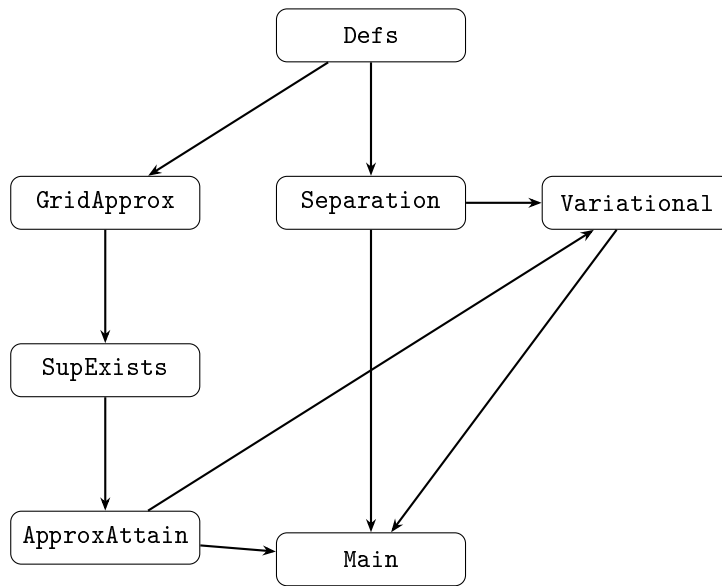 Defs
GridApprox
Separation
Variational
SupExists
ApproxAttain
Main